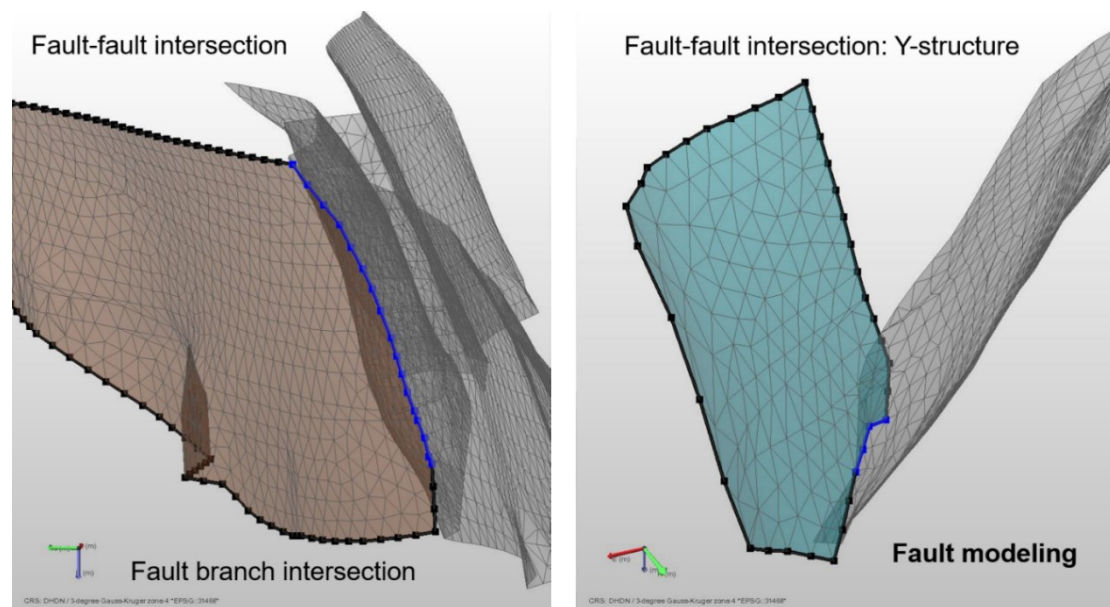 Fault-fault intersection
Fault branch intersection
CRS: DHDN / 3-degree Gauss-Kruger zone 4 "EPSG::31468"
Fault-fault intersection: Y-structure
Fault modeling
CRS: DHDN / 3-degree Gauss-Kruger zone 4 "EPSG::31468"